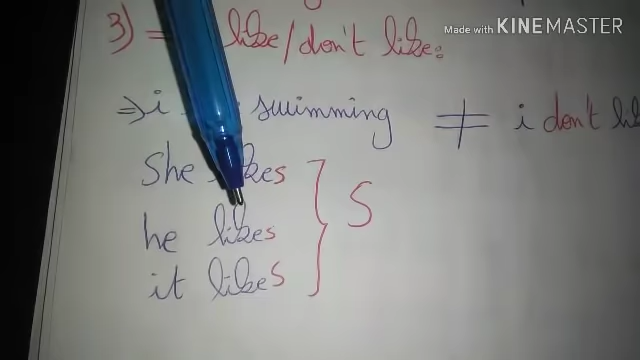 Made with KINEMASTER
3) = like/don't like:
⇒ i swimming ≠ i don't
She likes
he likes } S
it likes